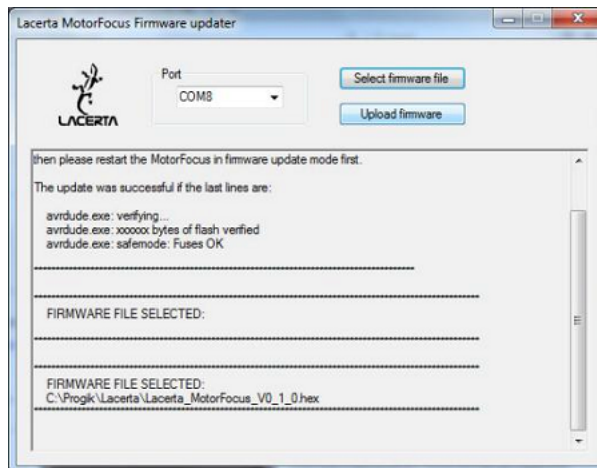 Lacerta MotorFocus Firmware updater
LACERTA
Port
COM8
Select firmware file
Upload firmware
then please restart the MotorFocus in firmware update mode first.
The update was successful if the last lines are:
avrdude.exe: verifying...
avrdude.exe: xxxxxx bytes of flash verified
avrdude.exe: safemode: Fuses OK
FIRMWARE FILE SELECTED:
FIRMWARE FILE SELECTED:
C:\Progik\Lacerta\Lacerta_MotorFocus_V0_1_0.hex